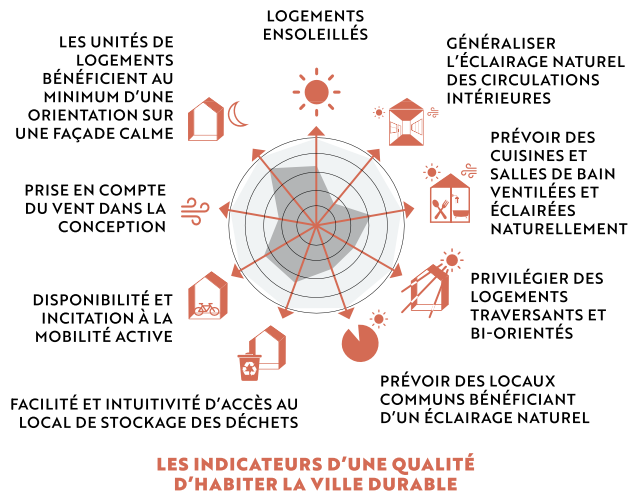 LOGEMENTS
ENSOLEILLÉS
GÉNÉRALISER
L'ÉCLAIRAGE NATUREL
DES CIRCULATIONS
INTÉRIEURES
PRÉVOIR DES
CUISINES ET
SALLES DE BAIN
VENTILÉES ET
ÉCLAIRÉES
NATURELLEMENT
PRIVILÉGIER DES
LOGEMENTS
TRAVERSANTS ET
BI-ORIENTÉS
PRÉVOIR DES LOCAUX
COMMUNS BÉNÉFICIANT
D'UN ÉCLAIRAGE NATUREL
FACILITÉ ET INTUITIVITÉ D'ACCÈS AU
LOCAL DE STOCKAGE DES DÉCHETS
DISPONIBILITÉ ET
INCITATION À LA
MOBILITÉ ACTIVE
PRISE EN COMPTE
DU VENT DANS LA
CONCEPTION
LES UNITÉS DE
LOGEMENTS
BÉNÉFICIENT AU
MINIMUM D'UNE
ORIENTATION SUR
UNE FAÇADE CALME
LES INDICATEURS D'UNE QUALITÉ
D'HABITER LA VILLE DURABLE